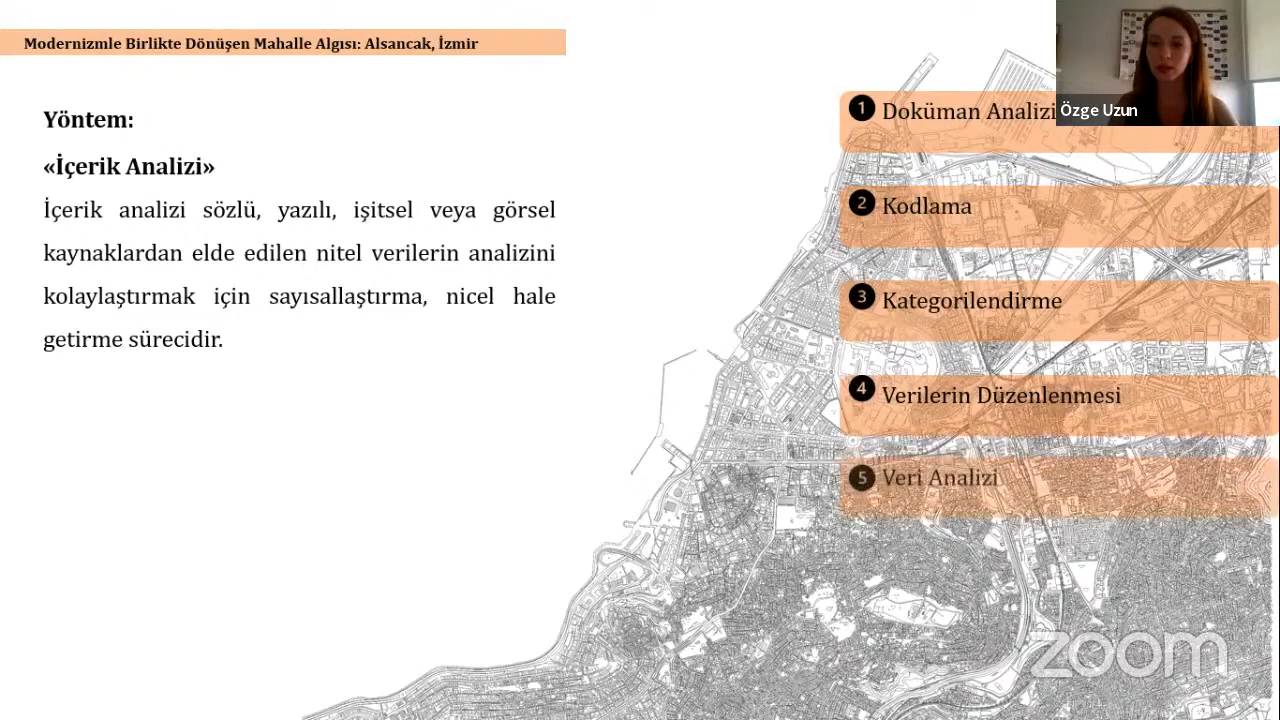 Modernizmle Birlikte Dönüşen Mahalle Algısı: Alsancak, İzmir
Yöntem:
«İçerik Analizi»
İçerik analizi sözlü, yazılı, işitsel veya görsel
kaynaklardan elde edilen nitel verilerin analizini
kolaylaştırmak için sayısallaştırma, nicel hale
getirme sürecidir.
1 Doküman Analizi
2 Kodlama
3 Kategorilendirme
4 Verilerin Düzenlenmesi
5 Veri Analizi
Özge Uzun
zoom